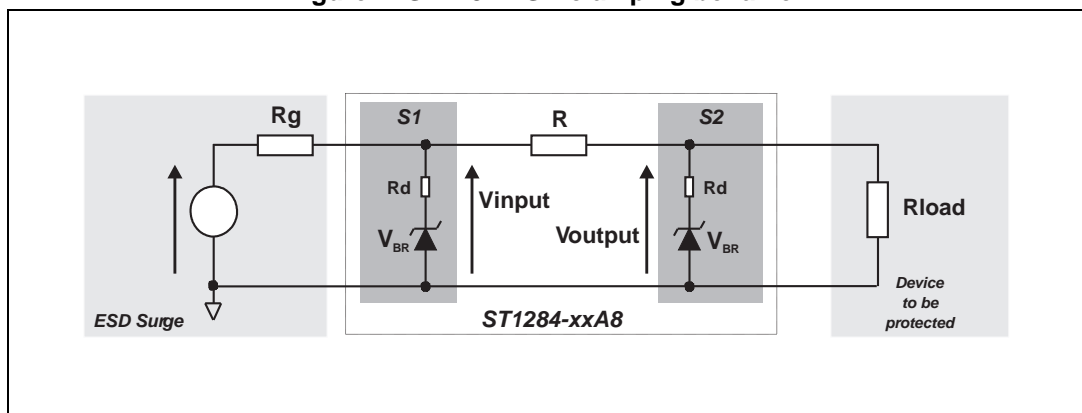 Rg
S1
R
S2
Rd
Vinput
Rd
Rload
VBR
Voutput
VBR
ESD Surge
ST1284-xxA8
Device
to be
protected